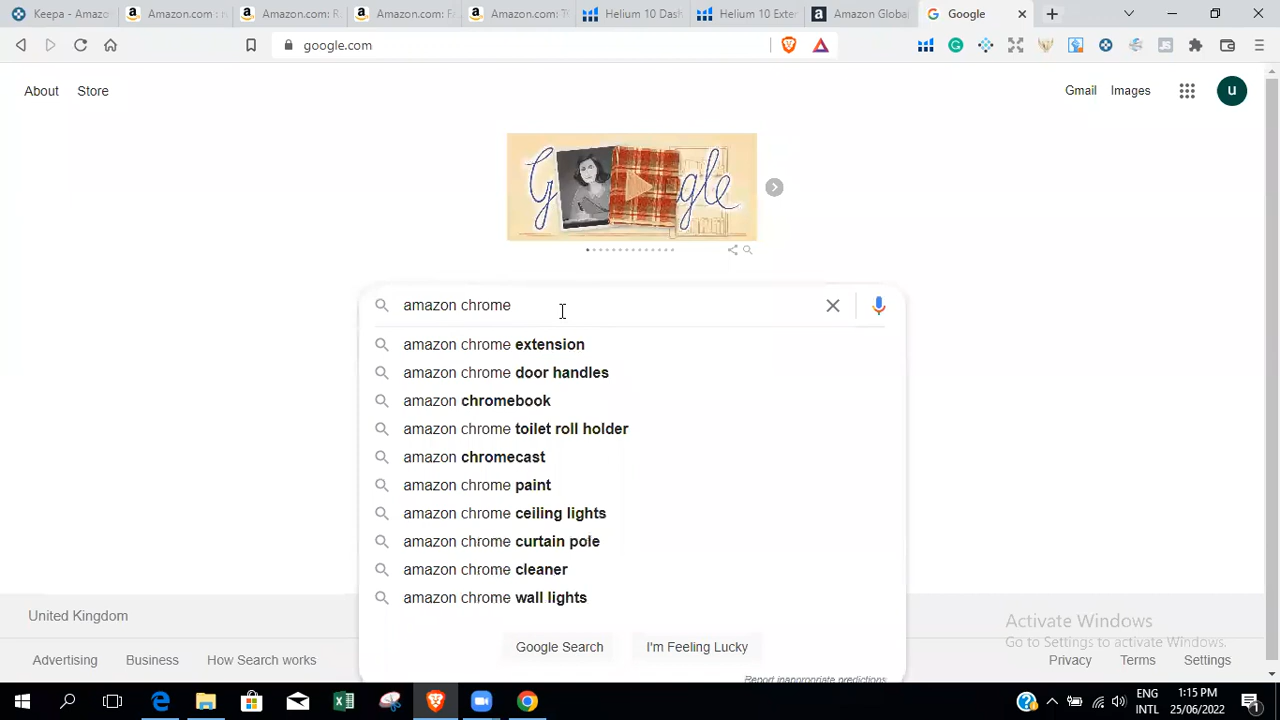 Keepa - Amazo
Amazon.com : ry
Amazon.com: R
Amazon.com: Fe
Amazon.com: TO
Helium 10 Dash
Helium 10 Exter
Amazon Global
Google
google.com
About
Store
Gmail
Images
u
G gle
amazon chrome
amazon chrome extension
amazon chrome door handles
amazon chromebook
amazon chrome toilet roll holder
amazon chromecast
amazon chrome paint
amazon chrome ceiling lights
amazon chrome curtain pole
amazon chrome cleaner
amazon chrome wall lights
Google Search
I'm Feeling Lucky
Report inappropriate predictions
United Kingdom
Activate Windows
Go to Settings to activate Windows.
Advertising
Business
How Search works
Privacy
Terms
Settings
ENG
INTL
1:15 PM
25/06/2022